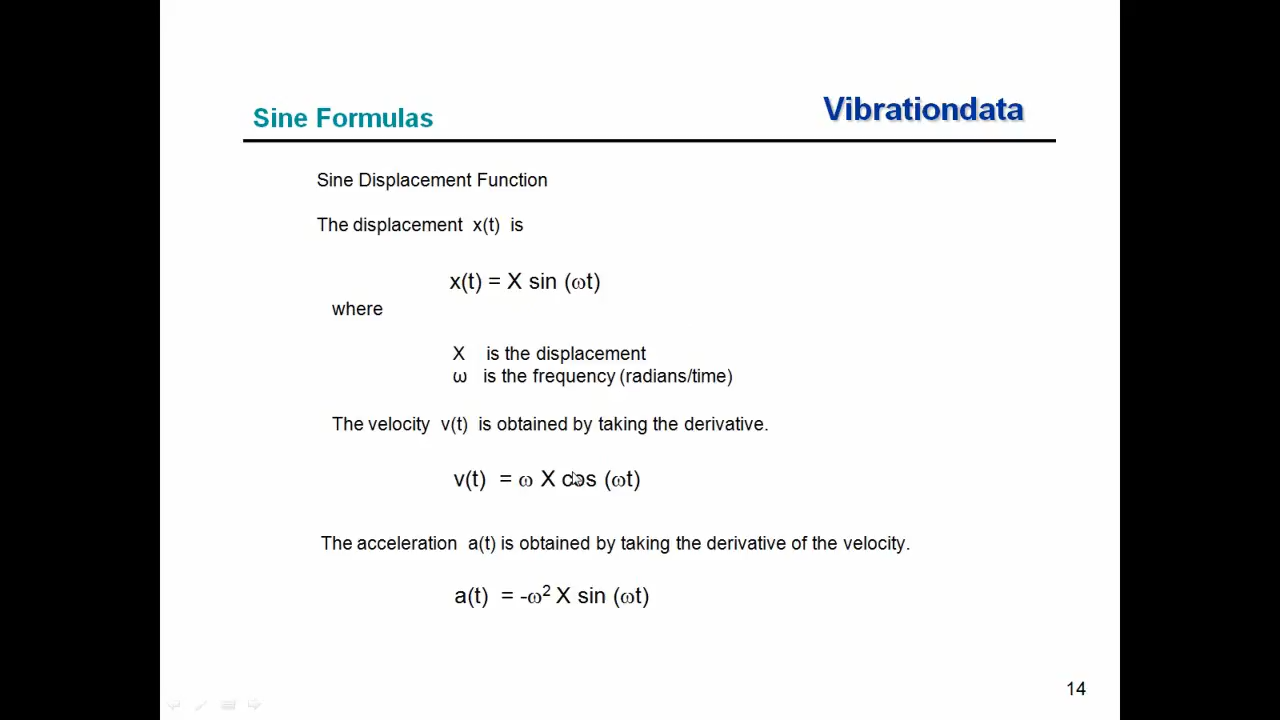 Sine Formulas
Vibrationdata
Sine Displacement Function
The displacement x(t) is
x(t) = X sin (ωt)
where
X is the displacement
ω is the frequency (radians/time)
The velocity v(t) is obtained by taking the derivative.
v(t) = ω X cos (ωt)
The acceleration a(t) is obtained by taking the derivative of the velocity.
a(t) = -ω² X sin (ωt)
14